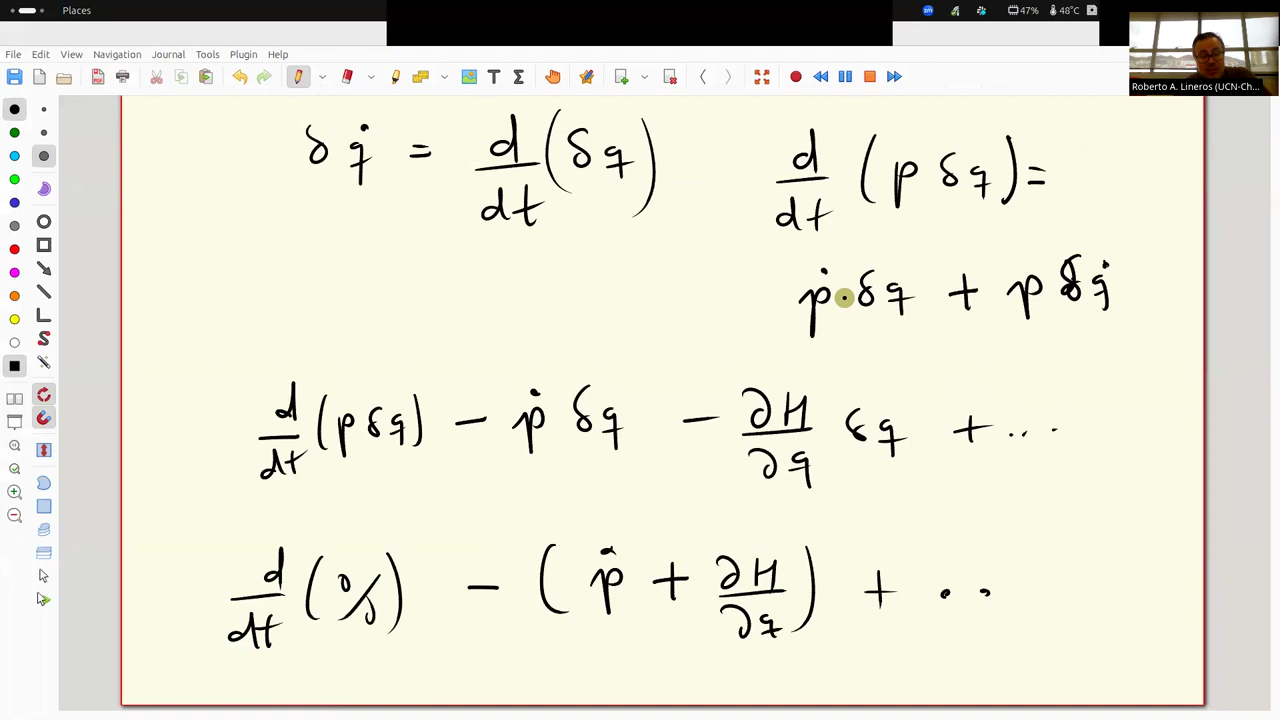 Places
47% 48°C
Roberto A. Lineros (UCN-Ch...
File Edit View Navigation Journal Tools Plugin Help
δq̇ = d/dt (δq)
d/dt (p δq) =
ṗ · δq + p δq̇
d/dt (p δq) − ṗ δq − ∂H/∂q δq + ...
d/dt (%) − (ṗ + ∂H/∂q) + ..